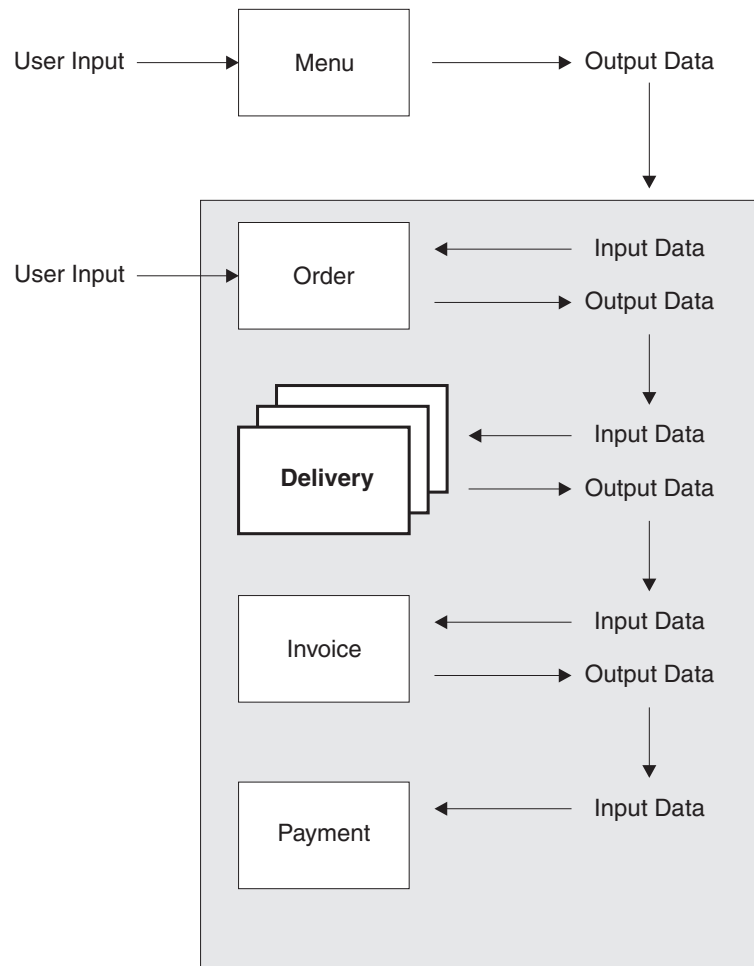 User Input
Menu
Output Data
Input Data
User Input
Order
Output Data
Input Data
Delivery
Output Data
Input Data
Invoice
Output Data
Input Data
Payment